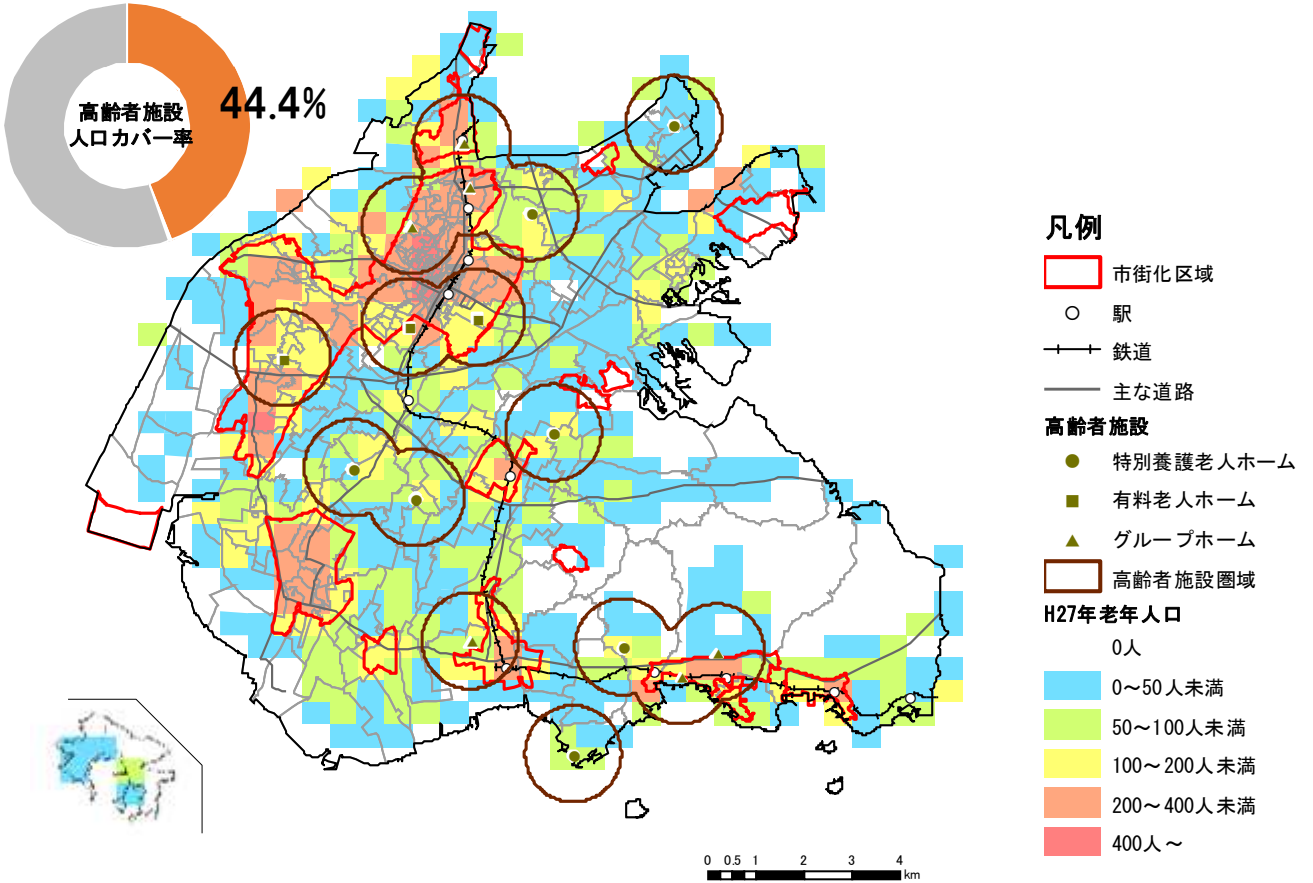 高齢者施設
人口カバー率
44.4%
凡例
市街化区域
駅
鉄道
主な道路
高齢者施設
特別養護老人ホーム
有料老人ホーム
グループホーム
高齢者施設圏域
H27年老年人口
0人
0～50人未満
50～100人未満
100～200人未満
200～400人未満
400人～
0 0.5 1 2 3 4
km